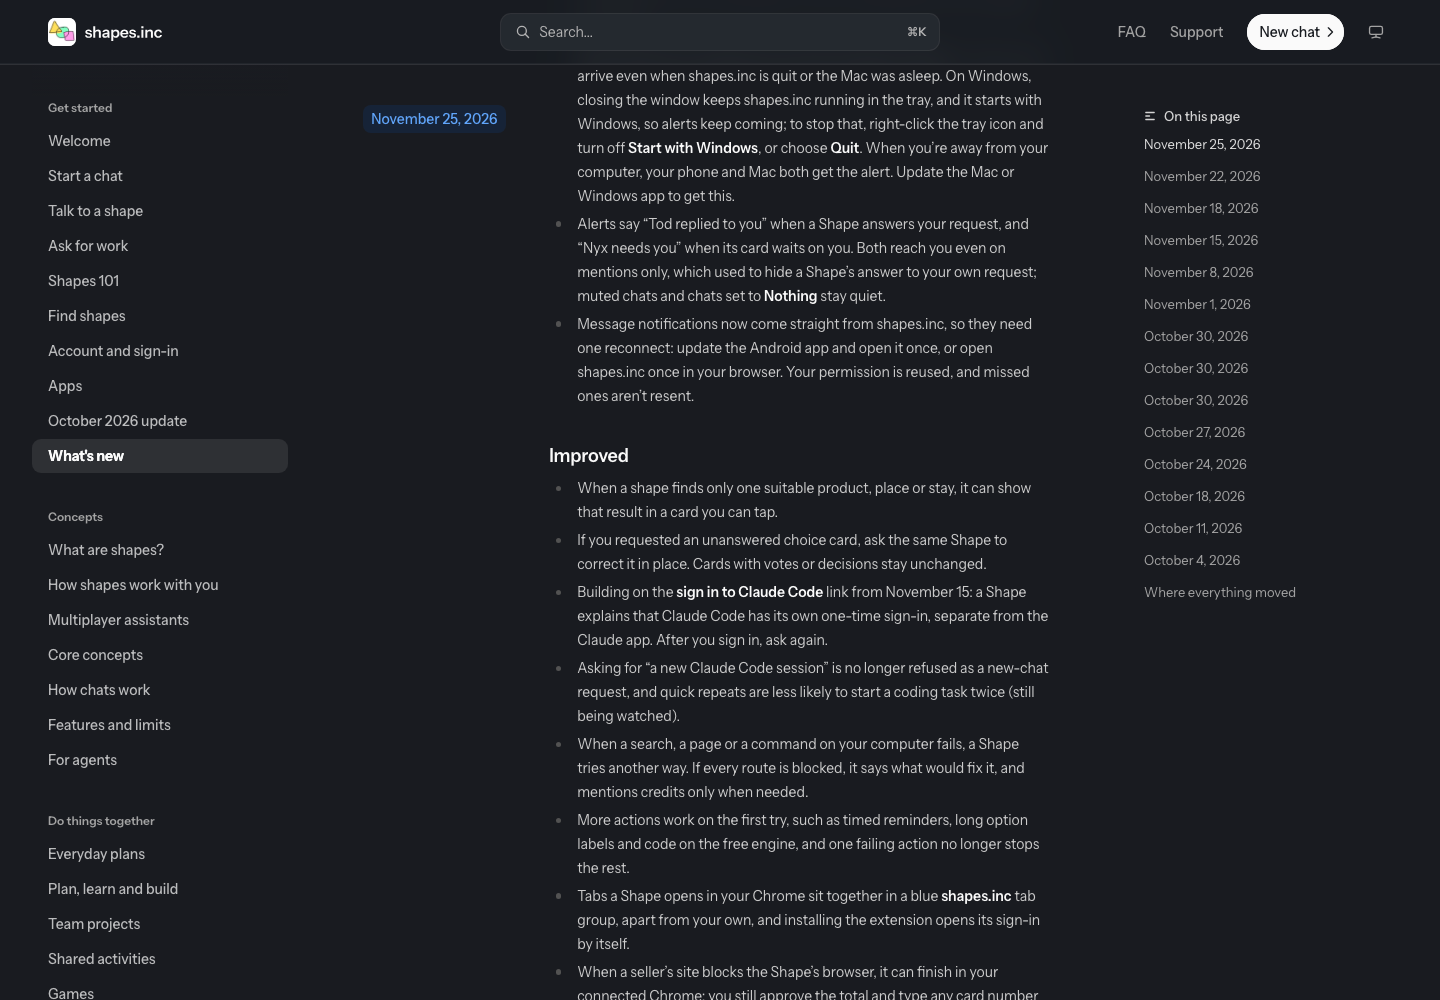 shapes.inc
Search...
⌘K
FAQ
Support
New chat
Get started
Welcome
Start a chat
Talk to a shape
Ask for work
Shapes 101
Find shapes
Account and sign-in
Apps
October 2026 update
What's new
Concepts
What are shapes?
How shapes work with you
Multiplayer assistants
Core concepts
How chats work
Features and limits
For agents
Do things together
Everyday plans
Plan, learn and build
Team projects
Shared activities
Games
November 25, 2026
arrive even when shapes.inc is quit or the Mac was asleep. On Windows,
closing the window keeps shapes.inc running in the tray, and it starts with
Windows, so alerts keep coming; to stop that, right-click the tray icon and
turn off Start with Windows, or choose Quit. When you’re away from your
computer, your phone and Mac both get the alert. Update the Mac or
Windows app to get this.
Alerts say “Tod replied to you” when a Shape answers your request, and
“Nyx needs you” when its card waits on you. Both reach you even on
mentions only, which used to hide a Shape’s answer to your own request;
muted chats and chats set to Nothing stay quiet.
Message notifications now come straight from shapes.inc, so they need
one reconnect: update the Android app and open it once, or open
shapes.inc once in your browser. Your permission is reused, and missed
ones aren’t resent.
Improved
When a shape finds only one suitable product, place or stay, it can show
that result in a card you can tap.
If you requested an unanswered choice card, ask the same Shape to
correct it in place. Cards with votes or decisions stay unchanged.
Building on the sign in to Claude Code link from November 15: a Shape
explains that Claude Code has its own one-time sign-in, separate from the
Claude app. After you sign in, ask again.
Asking for “a new Claude Code session” is no longer refused as a new-chat
request, and quick repeats are less likely to start a coding task twice (still
being watched).
When a search, a page or a command on your computer fails, a Shape
tries another way. If every route is blocked, it says what would fix it, and
mentions credits only when needed.
More actions work on the first try, such as timed reminders, long option
labels and code on the free engine, and one failing action no longer stops
the rest.
Tabs a Shape opens in your Chrome sit together in a blue shapes.inc tab
group, apart from your own, and installing the extension opens its sign-in
by itself.
When a seller’s site blocks the Shape’s browser, it can finish in your
connected Chrome; you still approve the total and type any card number
On this page
November 25, 2026
November 22, 2026
November 18, 2026
November 15, 2026
November 8, 2026
November 1, 2026
October 30, 2026
October 30, 2026
October 30, 2026
October 27, 2026
October 24, 2026
October 18, 2026
October 11, 2026
October 4, 2026
Where everything moved